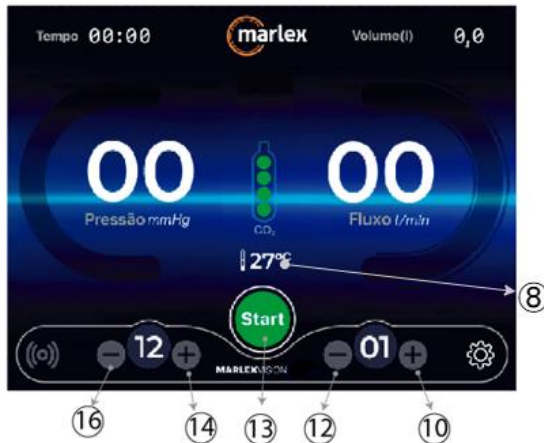 Tempo 00:00 marlex Volume(l) 0,0
00 00
Pressão mmHg Fluxo l/min
CO₂
27°C
8
Start
12 01
MARLEXVISION
16 14 13 12 10